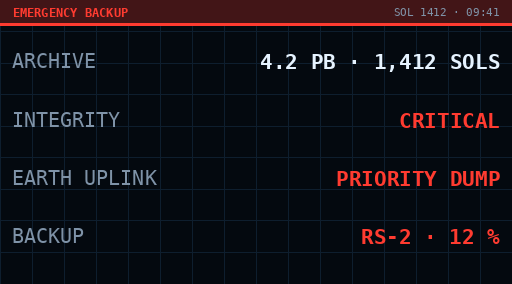 EMERGENCY BACKUP SOL 1412 · 09:41
ARCHIVE 4.2 PB · 1,412 SOLS
INTEGRITY CRITICAL
EARTH UPLINK PRIORITY DUMP
BACKUP RS-2 · 12 %